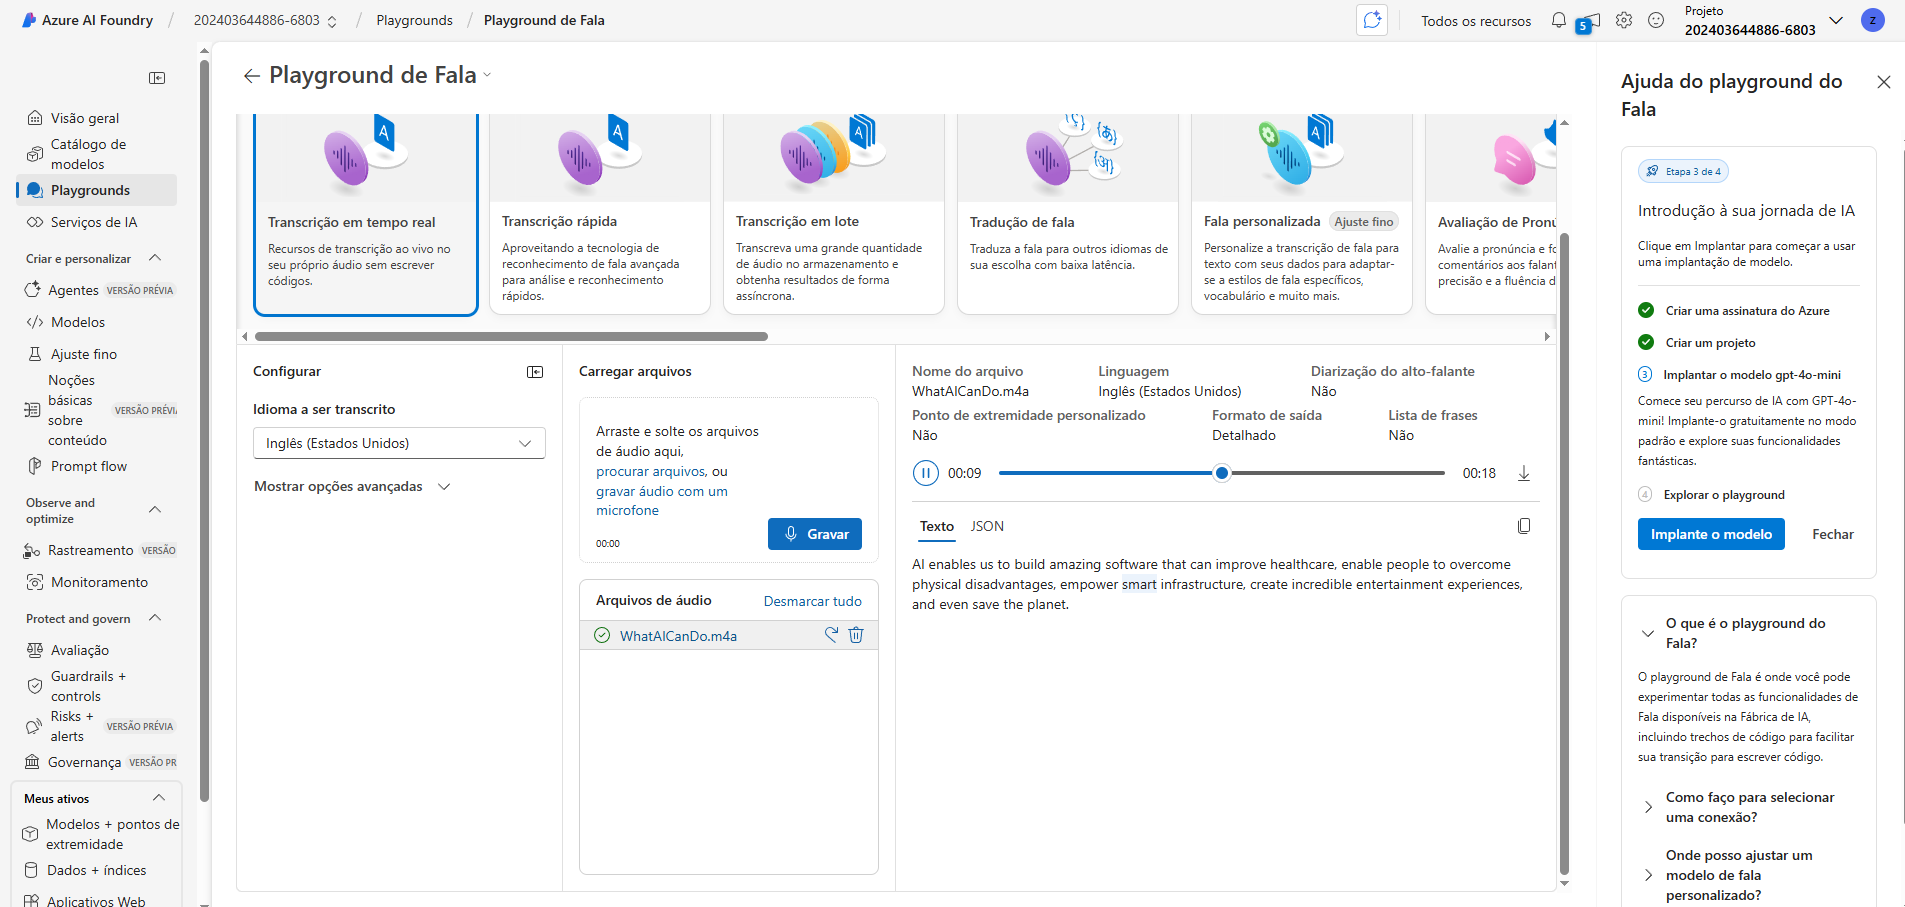 Azure AI Foundry / 202403644886-6803 / Playgrounds / Playground de Fala
Todos os recursos
5
Projeto
202403644886-6803
Z
Visão geral
Catálogo de
modelos
Playgrounds
Serviços de IA
Criar e personalizar
Agentes VERSÃO PRÉVIA
Modelos
Ajuste fino
Noções
básicas
sobre
conteúdo
VERSÃO PRÉVI
Prompt flow
Observe and
optimize
Rastreamento VERSÃO
Monitoramento
Protect and govern
Avaliação
Guardrails +
controls
Risks +
alerts
VERSÃO PRÉVIA
Governança VERSÃO PR
Meus ativos
Modelos + pontos de
extremidade
Dados + índices
Aplicativos Web
Playground de Fala
Transcrição em tempo real
Recursos de transcrição ao vivo no
seu próprio áudio sem escrever
códigos.
Transcrição rápida
Aproveitando a tecnologia de
reconhecimento de fala avançada
para análise e reconhecimento
rápidos.
Transcrição em lote
Transcreva uma grande quantidade
de áudio no armazenamento e
obtenha resultados de forma
assíncrona.
Tradução de fala
Traduza a fala para outros idiomas de
sua escolha com baixa latência.
Fala personalizada Ajuste fino
Personalize a transcrição de fala para
texto com seus dados para adaptar-
se a estilos de fala específicos,
vocabulário e muito mais.
Avaliação de Pronú
Avalie a pronúncia e fo
comentários aos falant
precisão e a fluência d
Configurar
Idioma a ser transcrito
Inglês (Estados Unidos)
Mostrar opções avançadas
Carregar arquivos
Arraste e solte os arquivos
de áudio aqui,
procurar arquivos, ou
gravar áudio com um
microfone
00:00
Gravar
Arquivos de áudio Desmarcar tudo
WhatAICanDo.m4a
Nome do arquivo Linguagem Diarização do alto-falante
WhatAICanDo.m4a Inglês (Estados Unidos) Não
Ponto de extremidade personalizado Formato de saída Lista de frases
Não Detalhado Não
00:09 00:18
Texto JSON
AI enables us to build amazing software that can improve healthcare, enable people to overcome
physical disadvantages, empower smart infrastructure, create incredible entertainment experiences,
and even save the planet.
Ajuda do playground do
Fala
Etapa 3 de 4
Introdução à sua jornada de IA
Clique em Implantar para começar a usar
uma implantação de modelo.
Criar uma assinatura do Azure
Criar um projeto
3 Implantar o modelo gpt-4o-mini
Comece seu percurso de IA com GPT-4o-
mini! Implante-o gratuitamente no modo
padrão e explore suas funcionalidades
fantásticas.
4 Explorar o playground
Implante o modelo Fechar
O que é o playground do
Fala?
O playground de Fala é onde você pode
experimentar todas as funcionalidades de
Fala disponíveis na Fábrica de IA,
incluindo trechos de código para facilitar
sua transição para escrever código.
Como faço para selecionar
uma conexão?
Onde posso ajustar um
modelo de fala
personalizado?